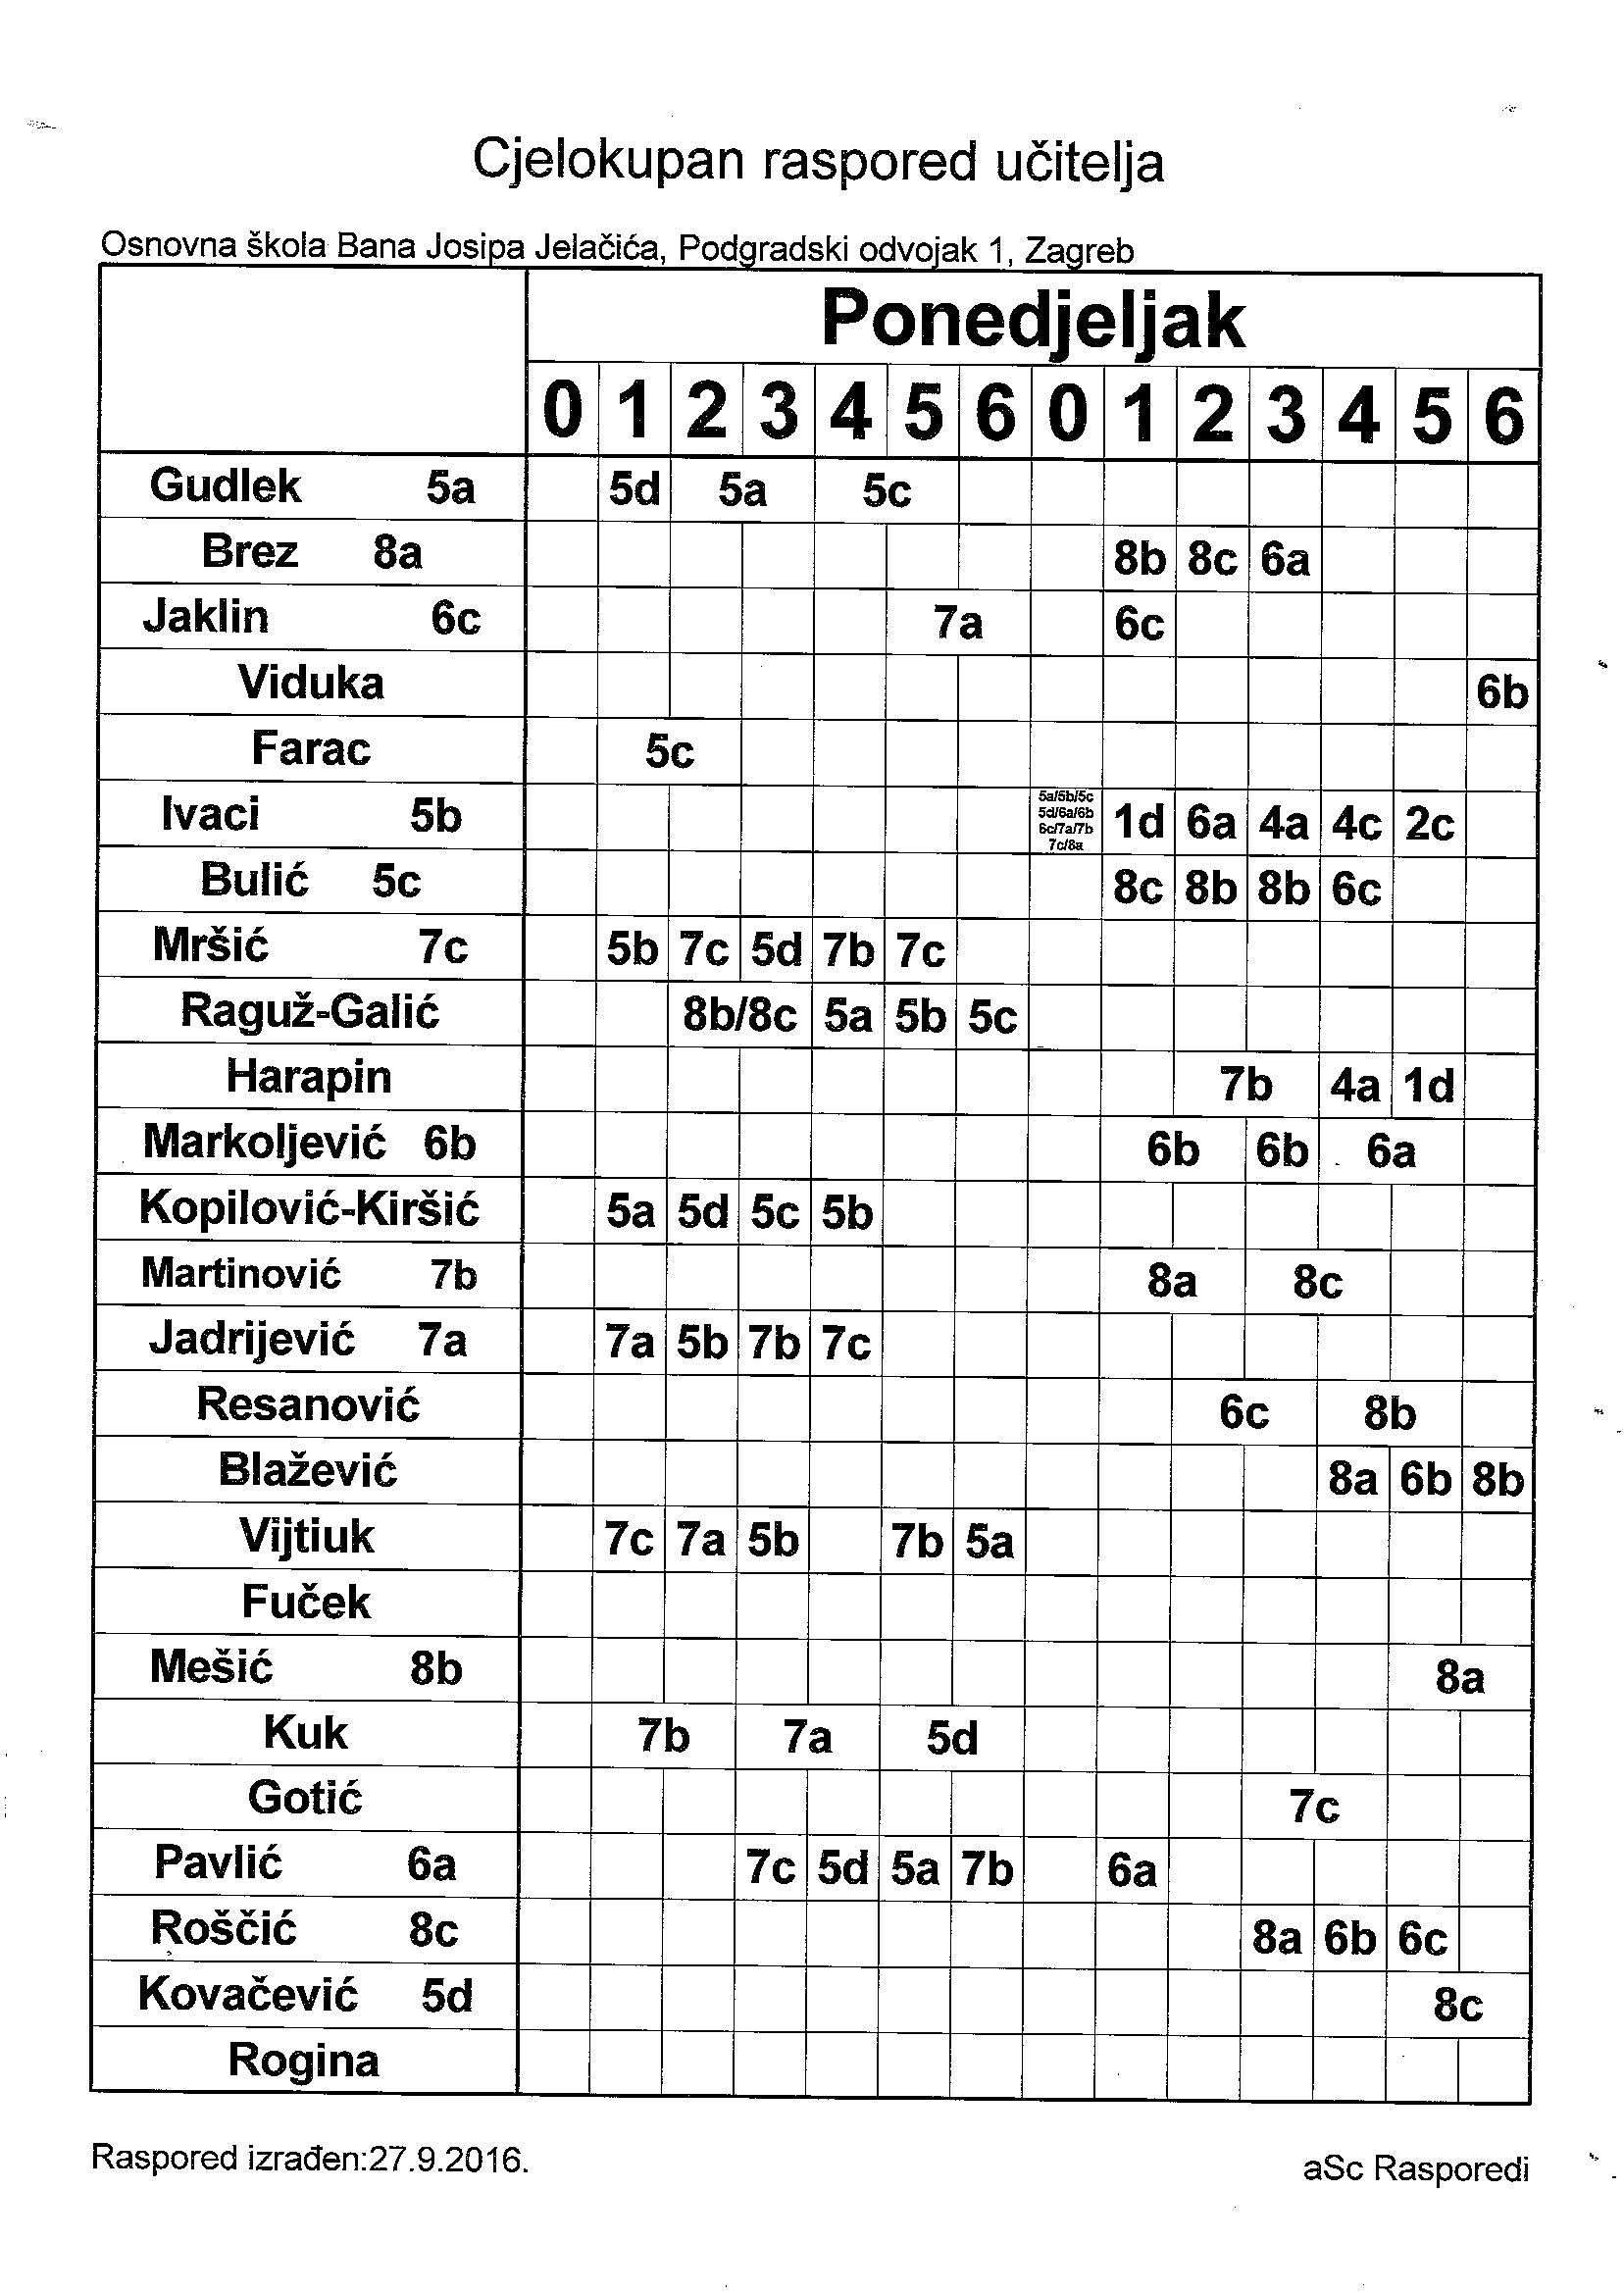 Cjelokupan raspored učitelja
Osnovna škola Bana Josipa Jelačića, Podgradski odvojak 1, Zagreb
Ponedjeljak
0 1 2 3 4 5 6 0 1 2 3 4 5 6
Gudlek 5a 5d 5a 5c
Brez 8a 8b 8c 6a
Jaklin 6c 7a 6c
Viduka 6b
Farac 5c
Ivaci 5b 5a/5b/5c 5d/6a/6b 6c/7a/7b 7c/8a 1d 6a 4a 4c 2c
Bulić 5c 8c 8b 8b 6c
Mršić 7c 5b 7c 5d 7b 7c
Raguž-Galić 8b/8c 5a 5b 5c
Harapin 7b 4a 1d
Markoljević 6b 6b 6b 6a
Kopilović-Kiršić 5a 5d 5c 5b
Martinović 7b 8a 8c
Jadrijević 7a 7a 5b 7b 7c
Resanović 6c 8b
Blažević 8a 6b 8b
Vijtiuk 7c 7a 5b 7b 5a
Fuček
Mešić 8b 8a
Kuk 7b 7a 5d
Gotić 7c
Pavlić 6a 7c 5d 5a 7b 6a
Roščić 8c 8a 6b 6c
Kovačević 5d 8c
Rogina
Raspored izrađen:27.9.2016.
aSc Rasporedi